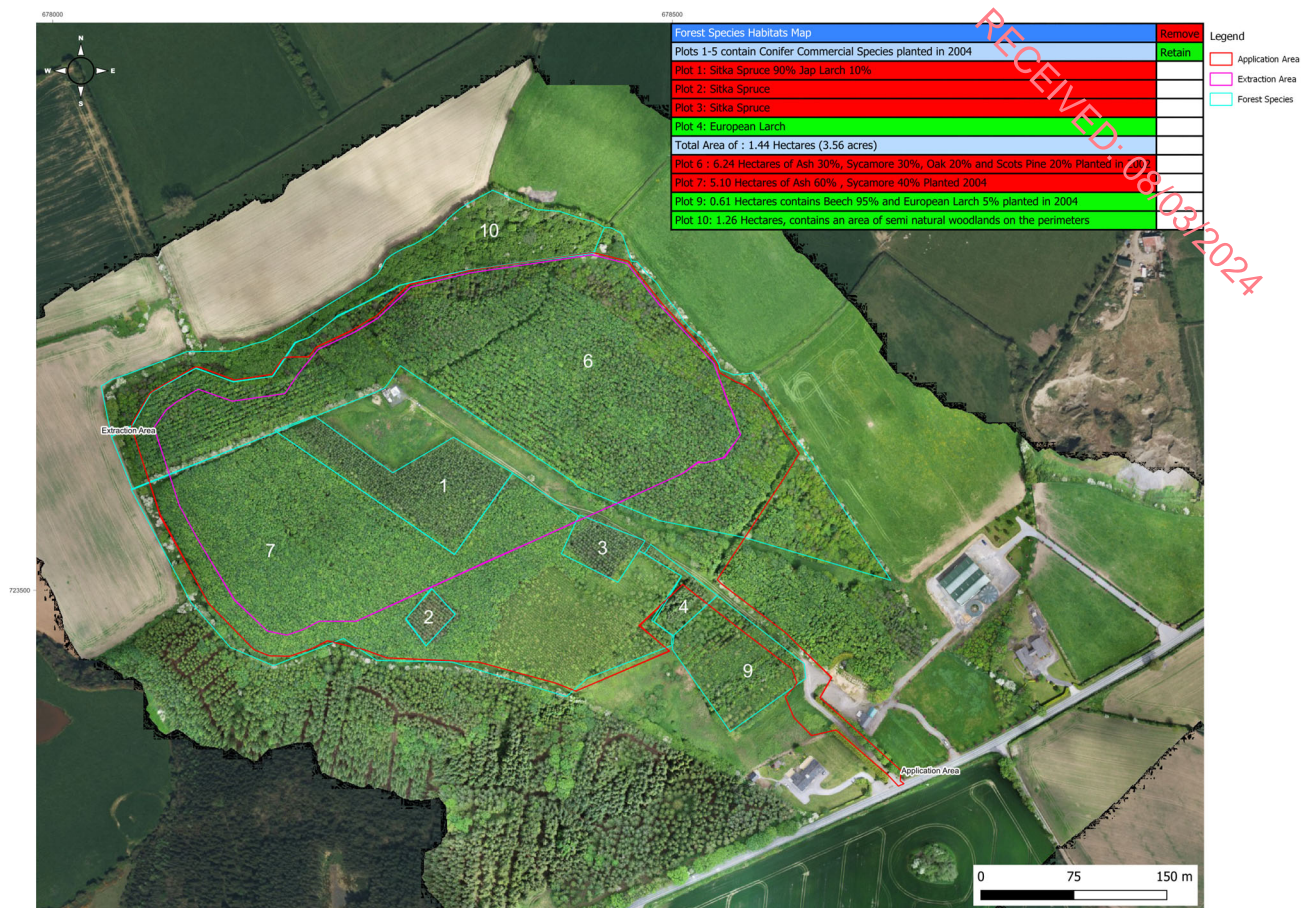 678000
678500
N
W
E
S
Forest Species Habitats Map
Remove
Plots 1-5 contain Conifer Commercial Species planted in 2004
Retain
Plot 1: Sitka Spruce 90% Jap Larch 10%
Plot 2: Sitka Spruce
Plot 3: Sitka Spruce
Plot 4: European Larch
Total Area of : 1.44 Hectares (3.56 acres)
Plot 6 : 6.24 Hectares of Ash 30%, Sycamore 30%, Oak 20% and Scots Pine 20% Planted in 2002
Plot 7: 5.10 Hectares of Ash 60% , Sycamore 40% Planted 2004
Plot 9: 0.61 Hectares contains Beech 95% and European Larch 5% planted in 2004
Plot 10: 1.26 Hectares, contains an area of semi natural woodlands on the perimeters
Legend
Application Area
Extraction Area
Forest Species
RECEIVED: 08/03/2024
10
6
Extraction Area
1
7
3
723500
2
4
9
Application Area
0 75 150 m